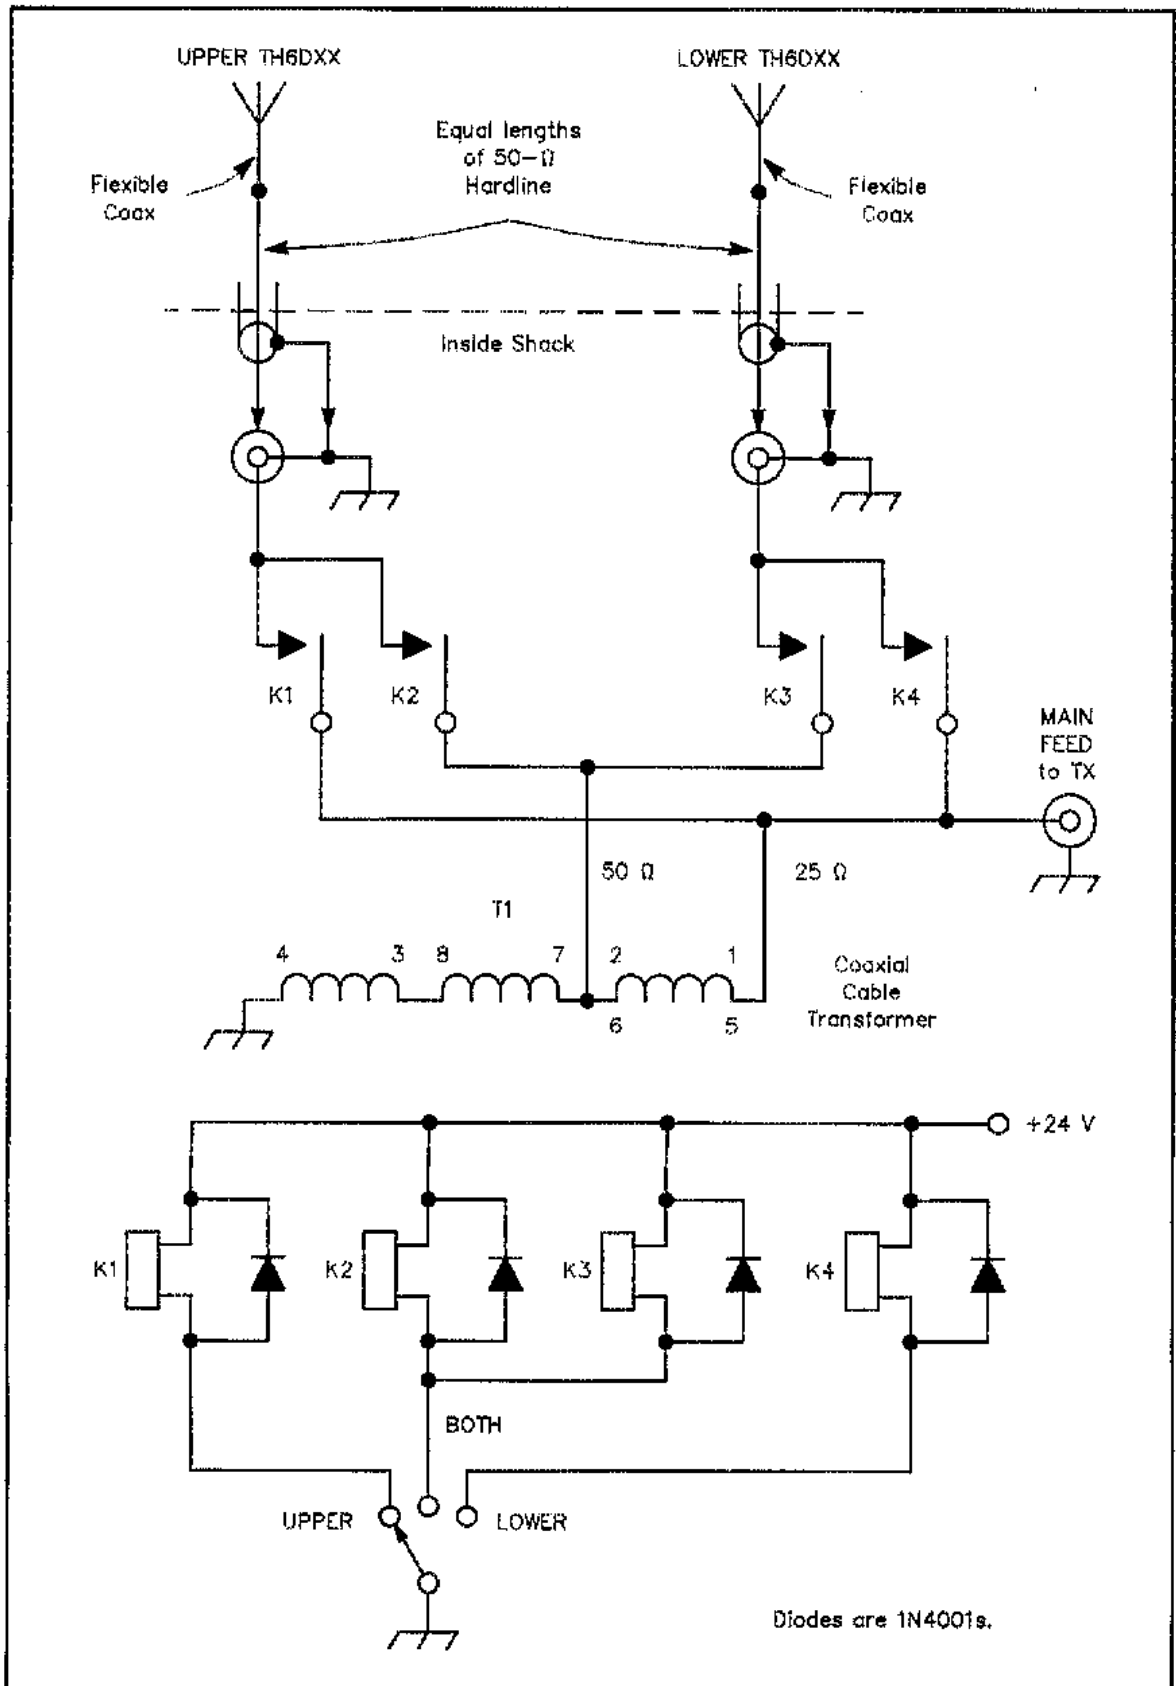 UPPER TH6DXX
LOWER TH6DXX
Equal lengths
of 50-Ω
Hardline
Flexible
Coax
Flexible
Coax
Inside Shack
K1
K2
K3
K4
MAIN
FEED
to TX
50 Ω
25 Ω
T1
4
3
8
7
2
1
6
5
Coaxial
Cable
Transformer
+24 V
K1
K2
K3
K4
BOTH
UPPER
LOWER
Diodes are 1N4001s.